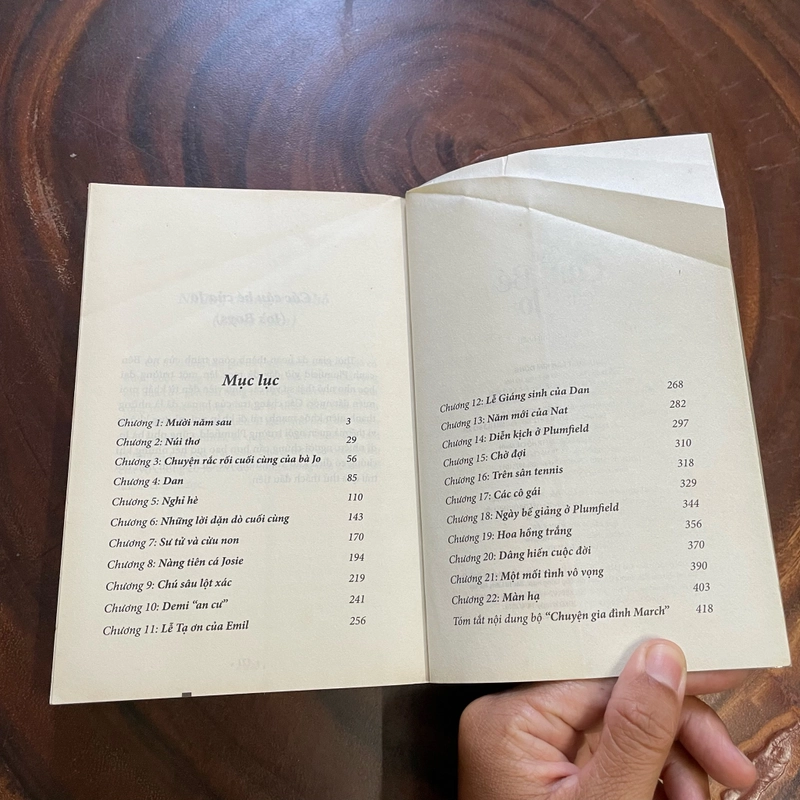 Mục lục
Chương 1: Mười năm sau 3
Chương 2: Núi thơ 29
Chương 3: Chuyện rắc rối cuối cùng của bà Jo 56
Chương 4: Dan 85
Chương 5: Nghỉ hè 110
Chương 6: Những lời dặn dò cuối cùng 143
Chương 7: Sư tử và cừu non 170
Chương 8: Nàng tiên cá Josie 194
Chương 9: Chú sâu lột xác 219
Chương 10: Demi “an cư” 241
Chương 11: Lễ Tạ ơn của Emil 256
Chương 12: Lễ Giáng sinh của Dan 268
Chương 13: Năm mới của Nat 282
Chương 14: Diễn kịch ở Plumfield 297
Chương 15: Chờ đợi 310
Chương 16: Trên sân tennis 318
Chương 17: Các cô gái 329
Chương 18: Ngày bế giảng ở Plumfield 344
Chương 19: Hoa hồng trắng 356
Chương 20: Dâng hiến cuộc đời 370
Chương 21: Một mối tình vô vọng 390
Chương 22: Màn hạ 403
Tóm tắt nội dung bộ “Chuyện gia đình March” 418